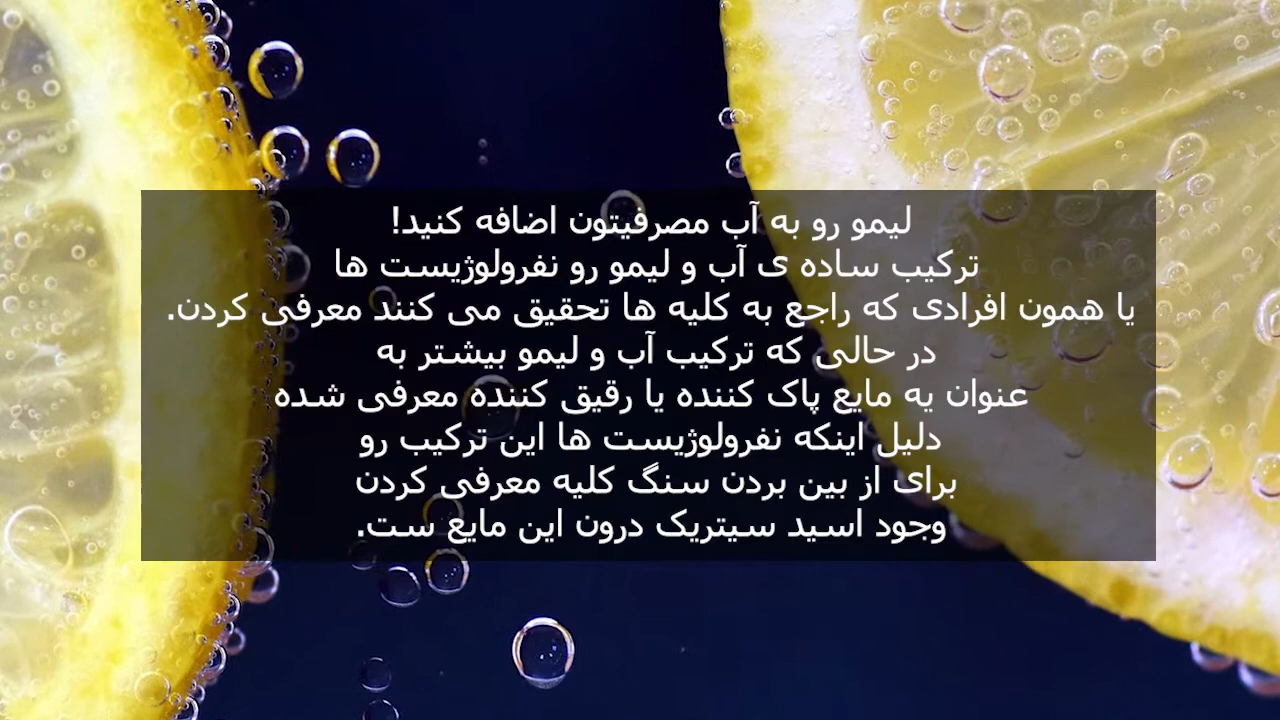 لیمو رو به آب مصرفیتون اضافه کنید!
ترکیب ساده ی آب و لیمو رو نفرولوژیست ها
یا همون افرادی که راجع به کلیه ها تحقیق می کنند معرفی کردن.
در حالی که ترکیب آب و لیمو بیشتر به
عنوان یه مایع پاک کننده یا رقیق کننده معرفی شده
دلیل اینکه نفرولوژیست ها این ترکیب رو
برای از بین بردن سنگ کلیه معرفی کردن
وجود اسید سیتریک درون این مایع ست.